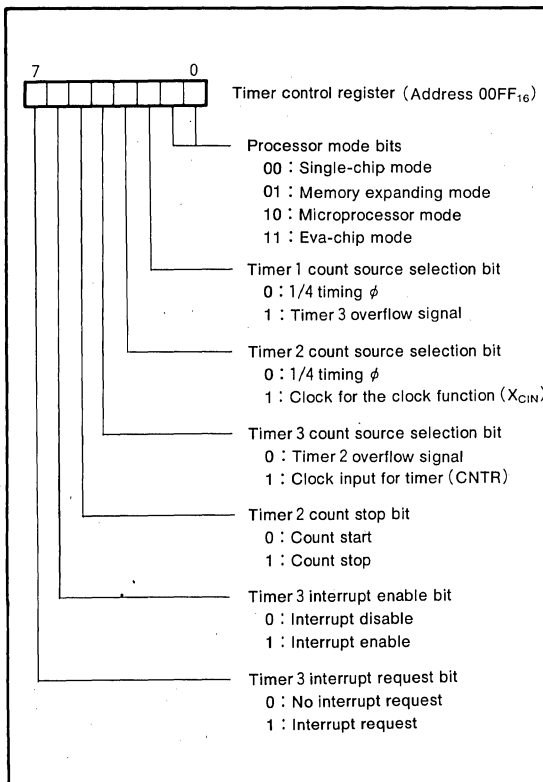 7 0
Timer control register (Address 00FF₁₆)
Processor mode bits
00 : Single-chip mode
01 : Memory expanding mode
10 : Microprocessor mode
11 : Eva-chip mode
Timer 1 count source selection bit
0 : 1/4 timing φ
1 : Timer 3 overflow signal
Timer 2 count source selection bit
0 : 1/4 timing φ
1 : Clock for the clock function (X_CIN)
Timer 3 count source selection bit
0 : Timer 2 overflow signal
1 : Clock input for timer (CNTR)
Timer 2 count stop bit
0 : Count start
1 : Count stop
Timer 3 interrupt enable bit
0 : Interrupt disable
1 : Interrupt enable
Timer 3 interrupt request bit
0 : No interrupt request
1 : Interrupt request